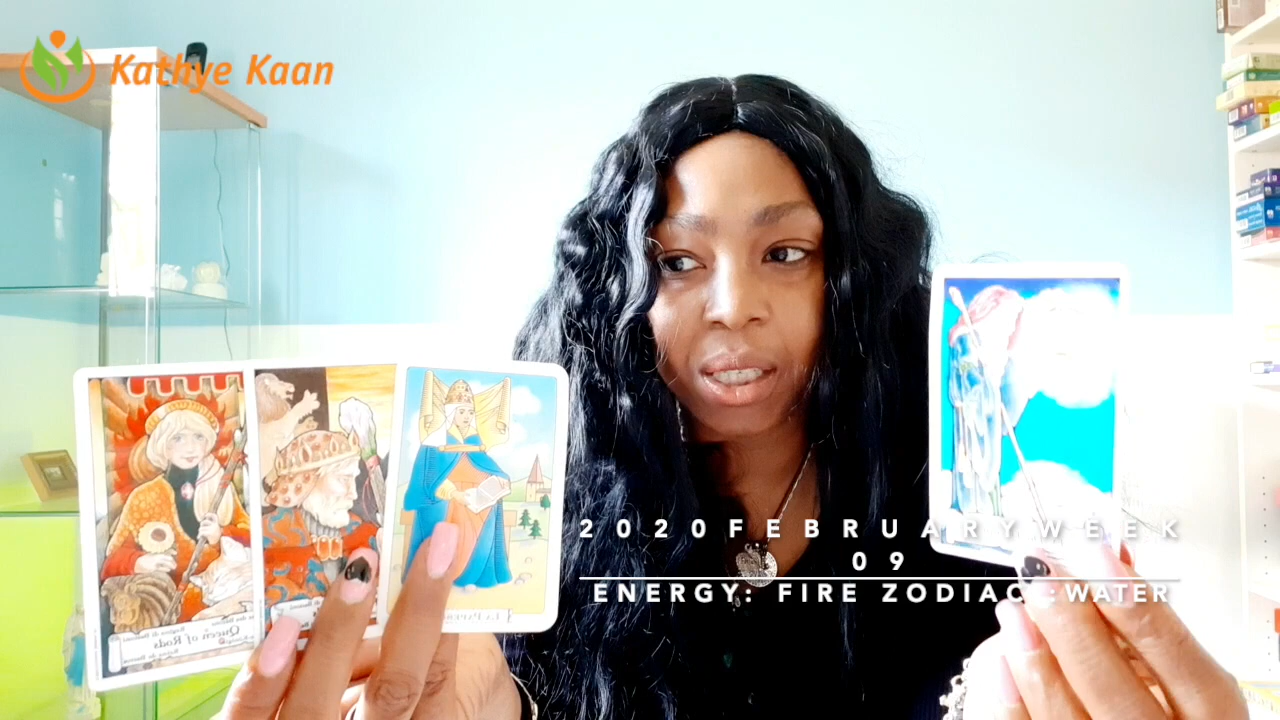 Kathye Kaan
2020FEBRUARYWEEK
09
ENERGY: FIRE ZODIAC :WATER
Queen of Rods